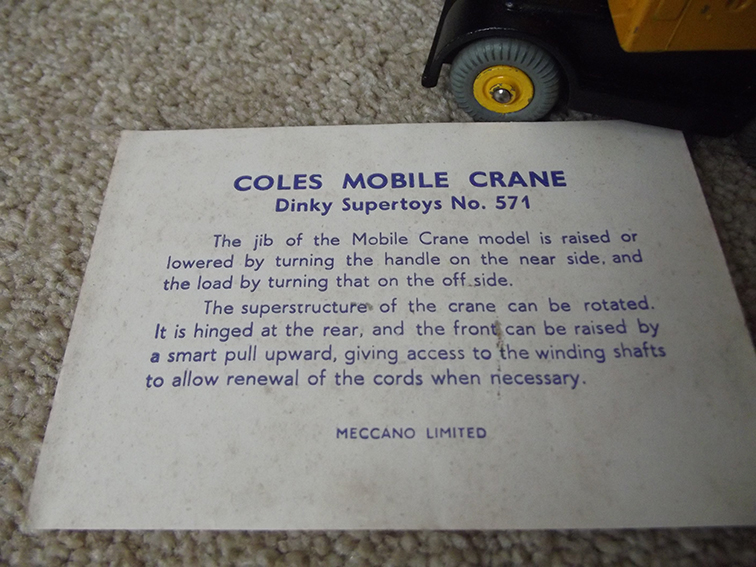 COLES MOBILE CRANE
Dinky Supertoys No. 571
The jib of the Mobile Crane model is raised or
lowered by turning the handle on the near side, and
the load by turning that on the off side.
The superstructure of the crane can be rotated.
It is hinged at the rear, and the front can be raised by
a smart pull upward, giving access to the winding shafts
to allow renewal of the cords when necessary.
MECCANO LIMITED